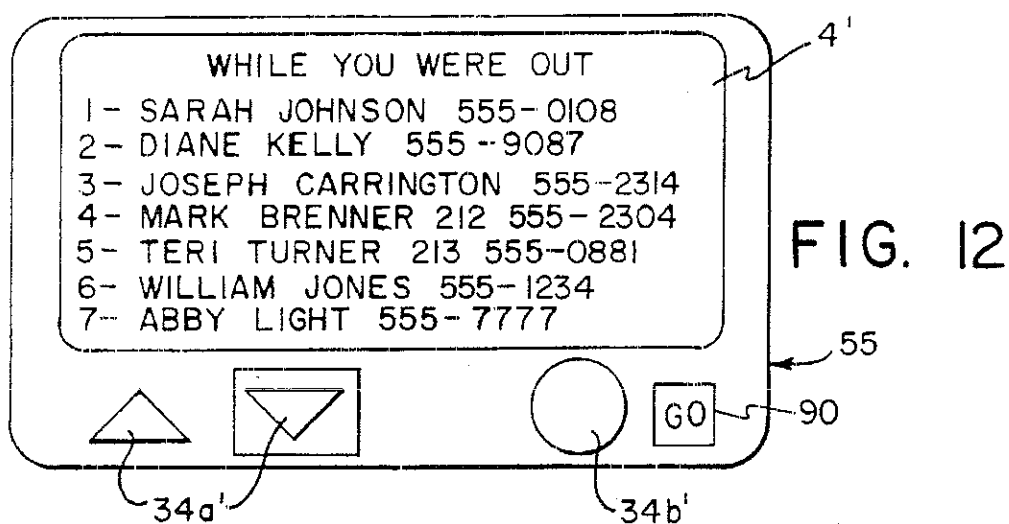 WHILE YOU WERE OUT
1- SARAH JOHNSON 555-0108
2- DIANE KELLY 555-9087
3- JOSEPH CARRINGTON 555-2314
4- MARK BRENNER 212 555-2304
5- TERI TURNER 213 555-0881
6- WILLIAM JONES 555-1234
7- ABBY LIGHT 555-7777
4'
FIG. 12
55
GO
90
34a'
34b'